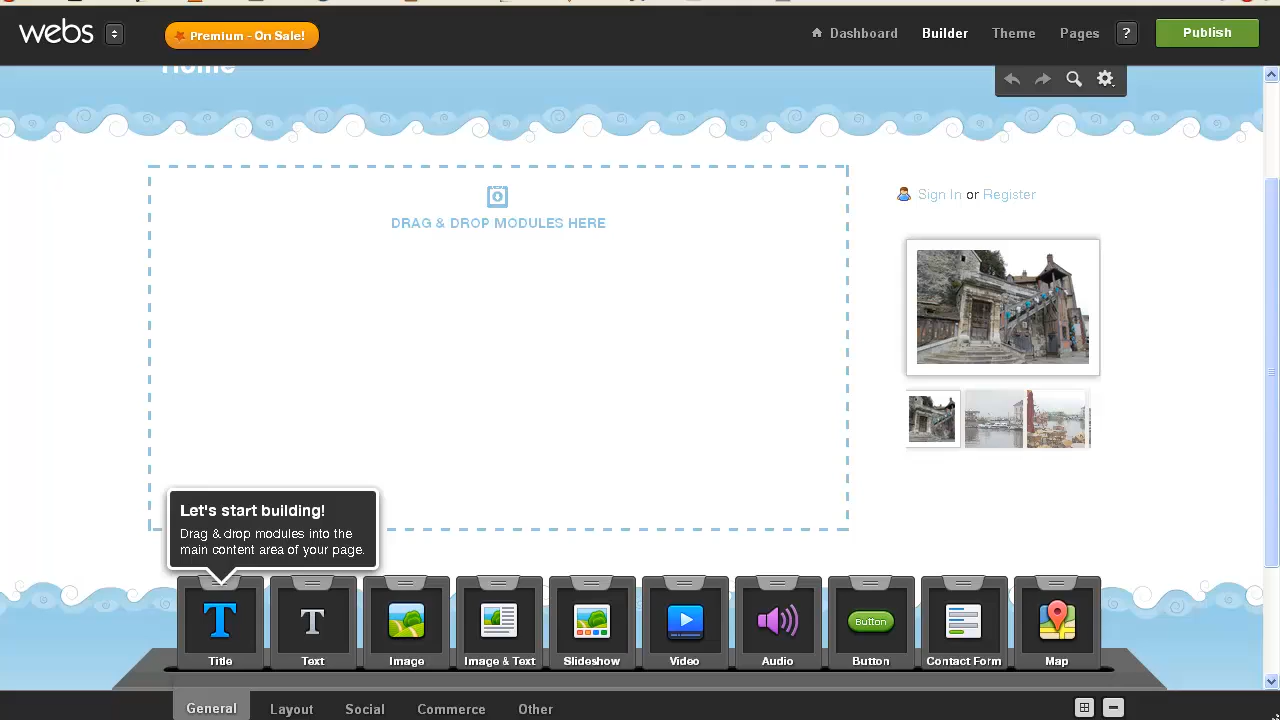 webs
Premium - On Sale!
Dashboard
Builder
Theme
Pages
?
Publish
Home
DRAG & DROP MODULES HERE
Sign In or Register
Let's start building!
Drag & drop modules into the
main content area of your page.
Title
Text
Image
Image & Text
Slideshow
Video
Audio
Button
Button
Contact Form
Map
General
Layout
Social
Commerce
Other